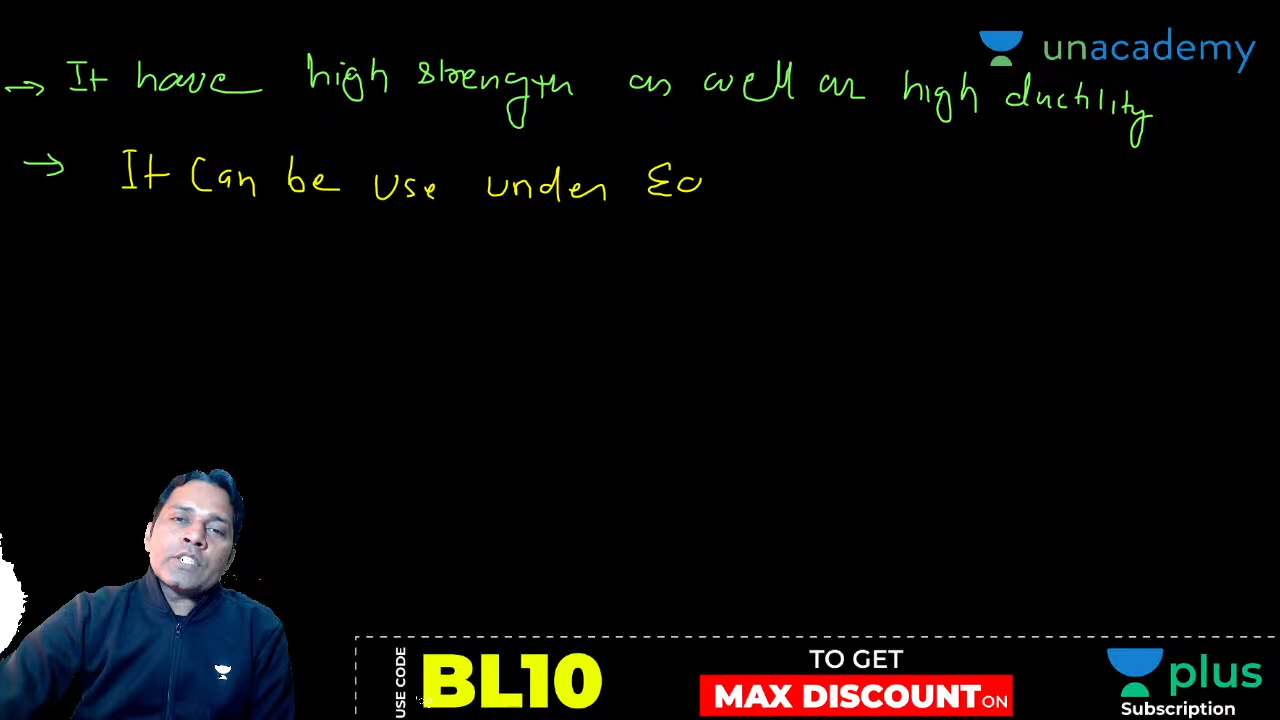 unacademy
→ It have high strength as well as high ductility
→ It can be use under
USE CODE
BL10
TO GET
MAX DISCOUNT ON
plus
Subscription